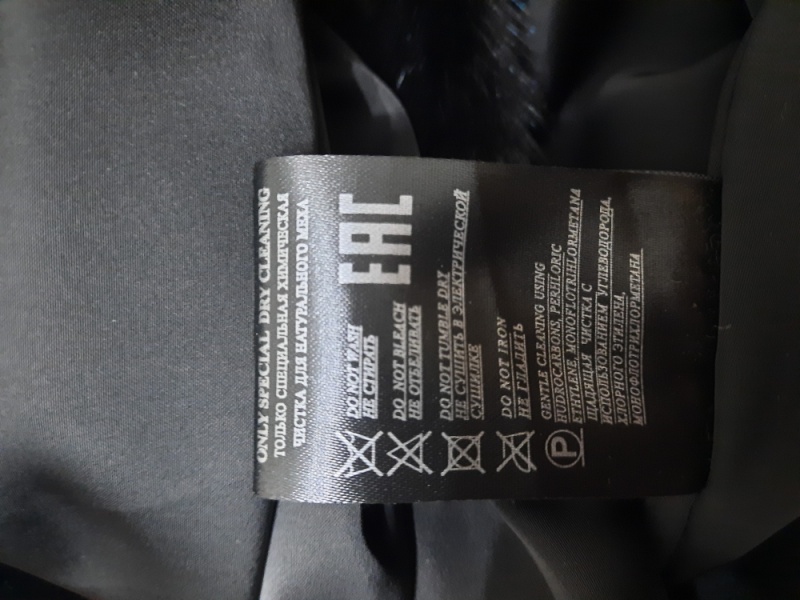 ONLY SPECIAL DRY CLEANING
ТОЛЬКО СПЕЦИАЛЬНАЯ ХИМИЧЕСКАЯ
ЧИСТКА ДЛЯ НАТУРАЛЬНОГО МЕХА
EAC
DO NOT WASH
НЕ СТИРАТЬ
DO NOT BLEACH
НЕ ОТБЕЛИВАТЬ
DO NOT TUMBLE DRY
НЕ СУШИТЬ В ЭЛЕКТРИЧЕСКОЙ
СУШИЛКЕ
DO NOT IRON
НЕ ГЛАДИТЬ
P
GENTLE CLEANING USING
HUDROCARBONS, PERHLORIC
ETHYLENE, MONOFLOTRIHLORMETANA
ЩАДЯЩАЯ ЧИСТКА С
ИСПОЛЬЗОВАНИЕМ УГЛЕВОДОРОДА,
ХЛОРНОГО ЭТИЛЕНА,
МОНОФЛОТРИХЛОРМЕТАНА